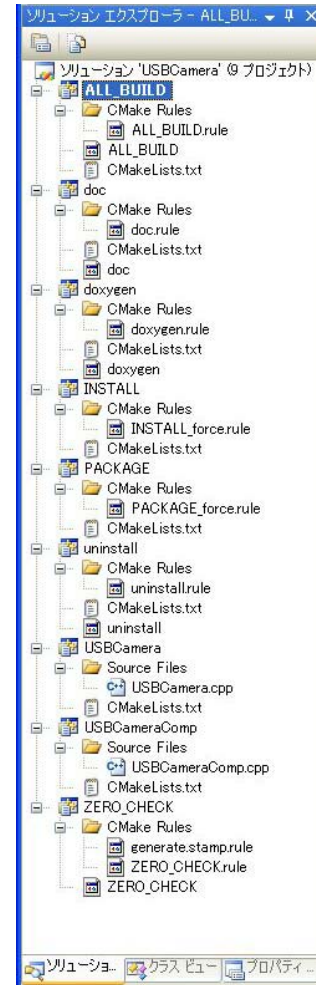 ソリューション エクスプローラ - ALL_BU...
ソリューション 'USBCamera' (9 プロジェクト)
ALL_BUILD
CMake Rules
ALL_BUILD.rule
ALL_BUILD
CMakeLists.txt
doc
CMake Rules
doc.rule
CMakeLists.txt
doc
doxygen
CMake Rules
doxygen.rule
CMakeLists.txt
doxygen
INSTALL
CMake Rules
INSTALL_force.rule
CMakeLists.txt
PACKAGE
CMake Rules
PACKAGE_force.rule
CMakeLists.txt
uninstall
CMake Rules
uninstall.rule
CMakeLists.txt
uninstall
USBCamera
Source Files
USBCamera.cpp
CMakeLists.txt
USBCameraComp
Source Files
USBCameraComp.cpp
CMakeLists.txt
ZERO_CHECK
CMake Rules
generate.stamp.rule
ZERO_CHECK.rule
ZERO_CHECK
ソリューショ... クラス ビュー プロパティ ...